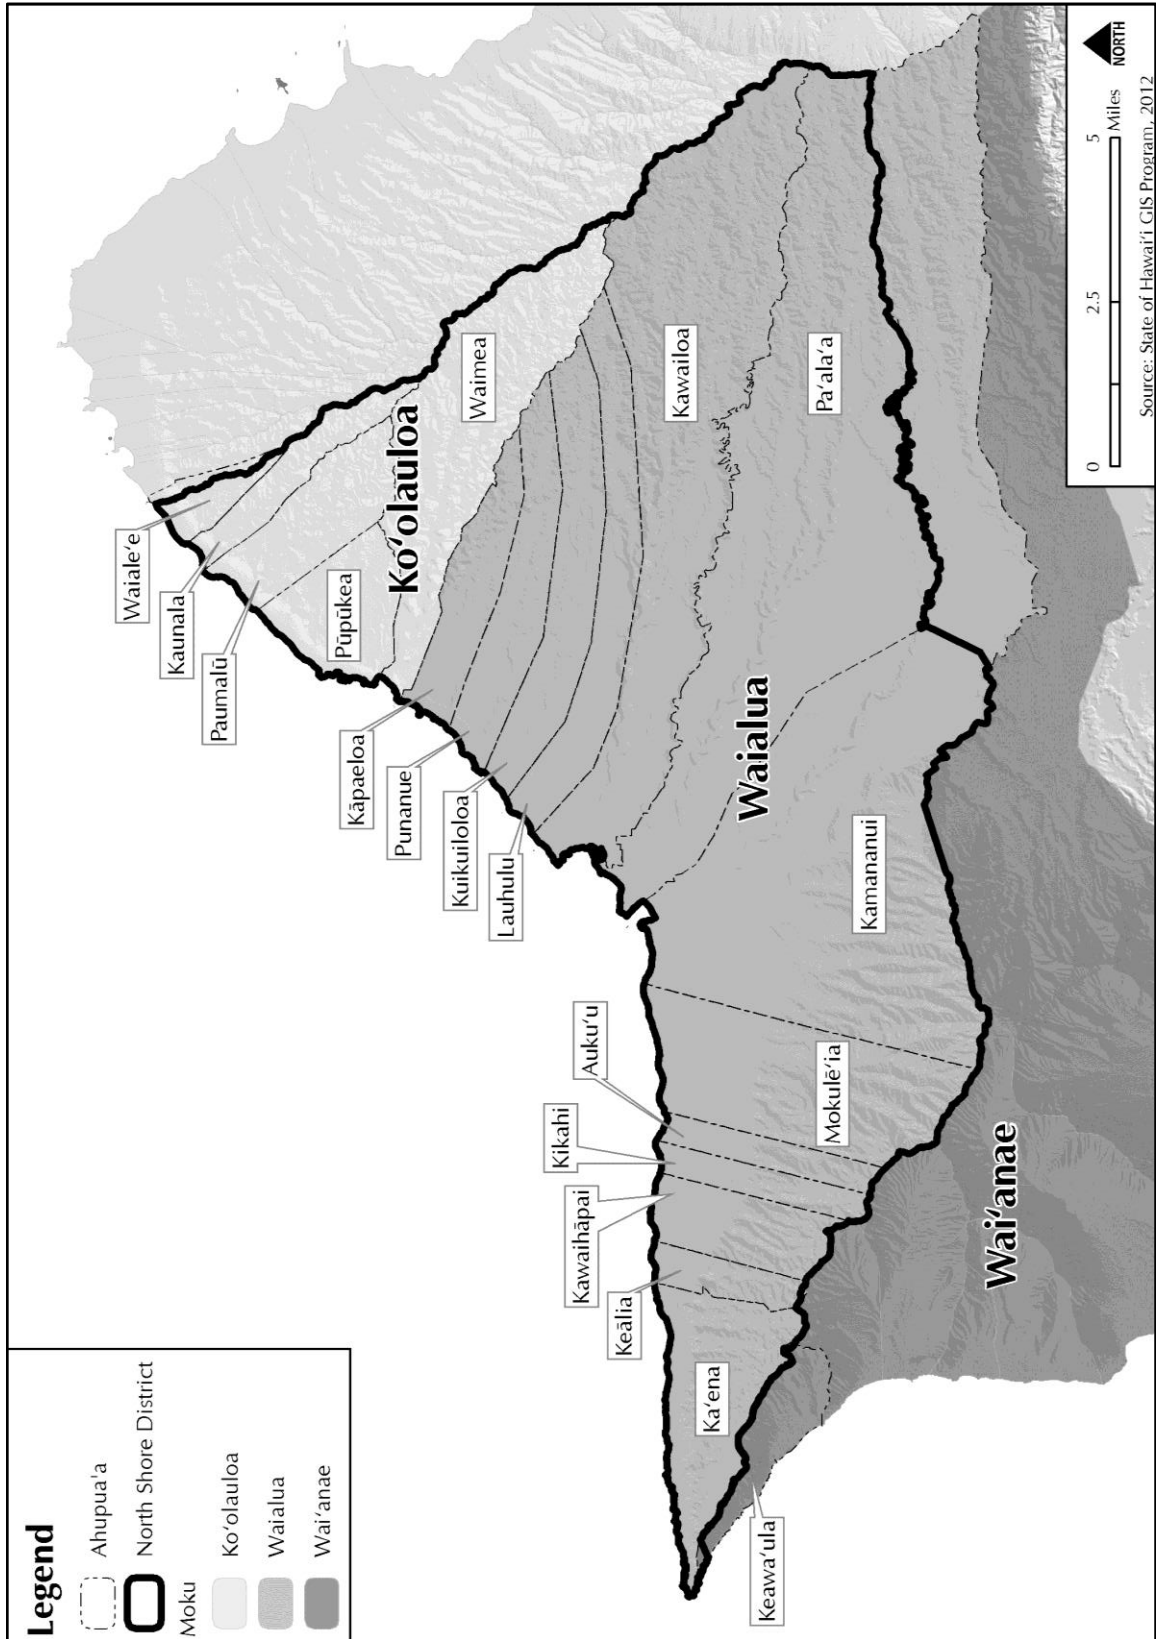 Legend
Ahupua'a
North Shore District
Moku
Koʻolauloa
Waialua
Waiʻanae
Waialeʻe
Kaunala
Paumalū
Pūpūkea
Koʻolauloa
Waimea
Kāpaeloa
Punanue
Kuikuiloloa
Lauhulu
Kawailoa
Paʻalaʻa
Waialua
Kamananui
Aukuʻu
Kikahi
Kawaihāpai
Keālia
Mokulēʻia
Kaʻena
Keawaʻula
Waiʻanae
NORTH
0 2.5 5 Miles
Source: State of Hawaiʻi GIS Program, 2012